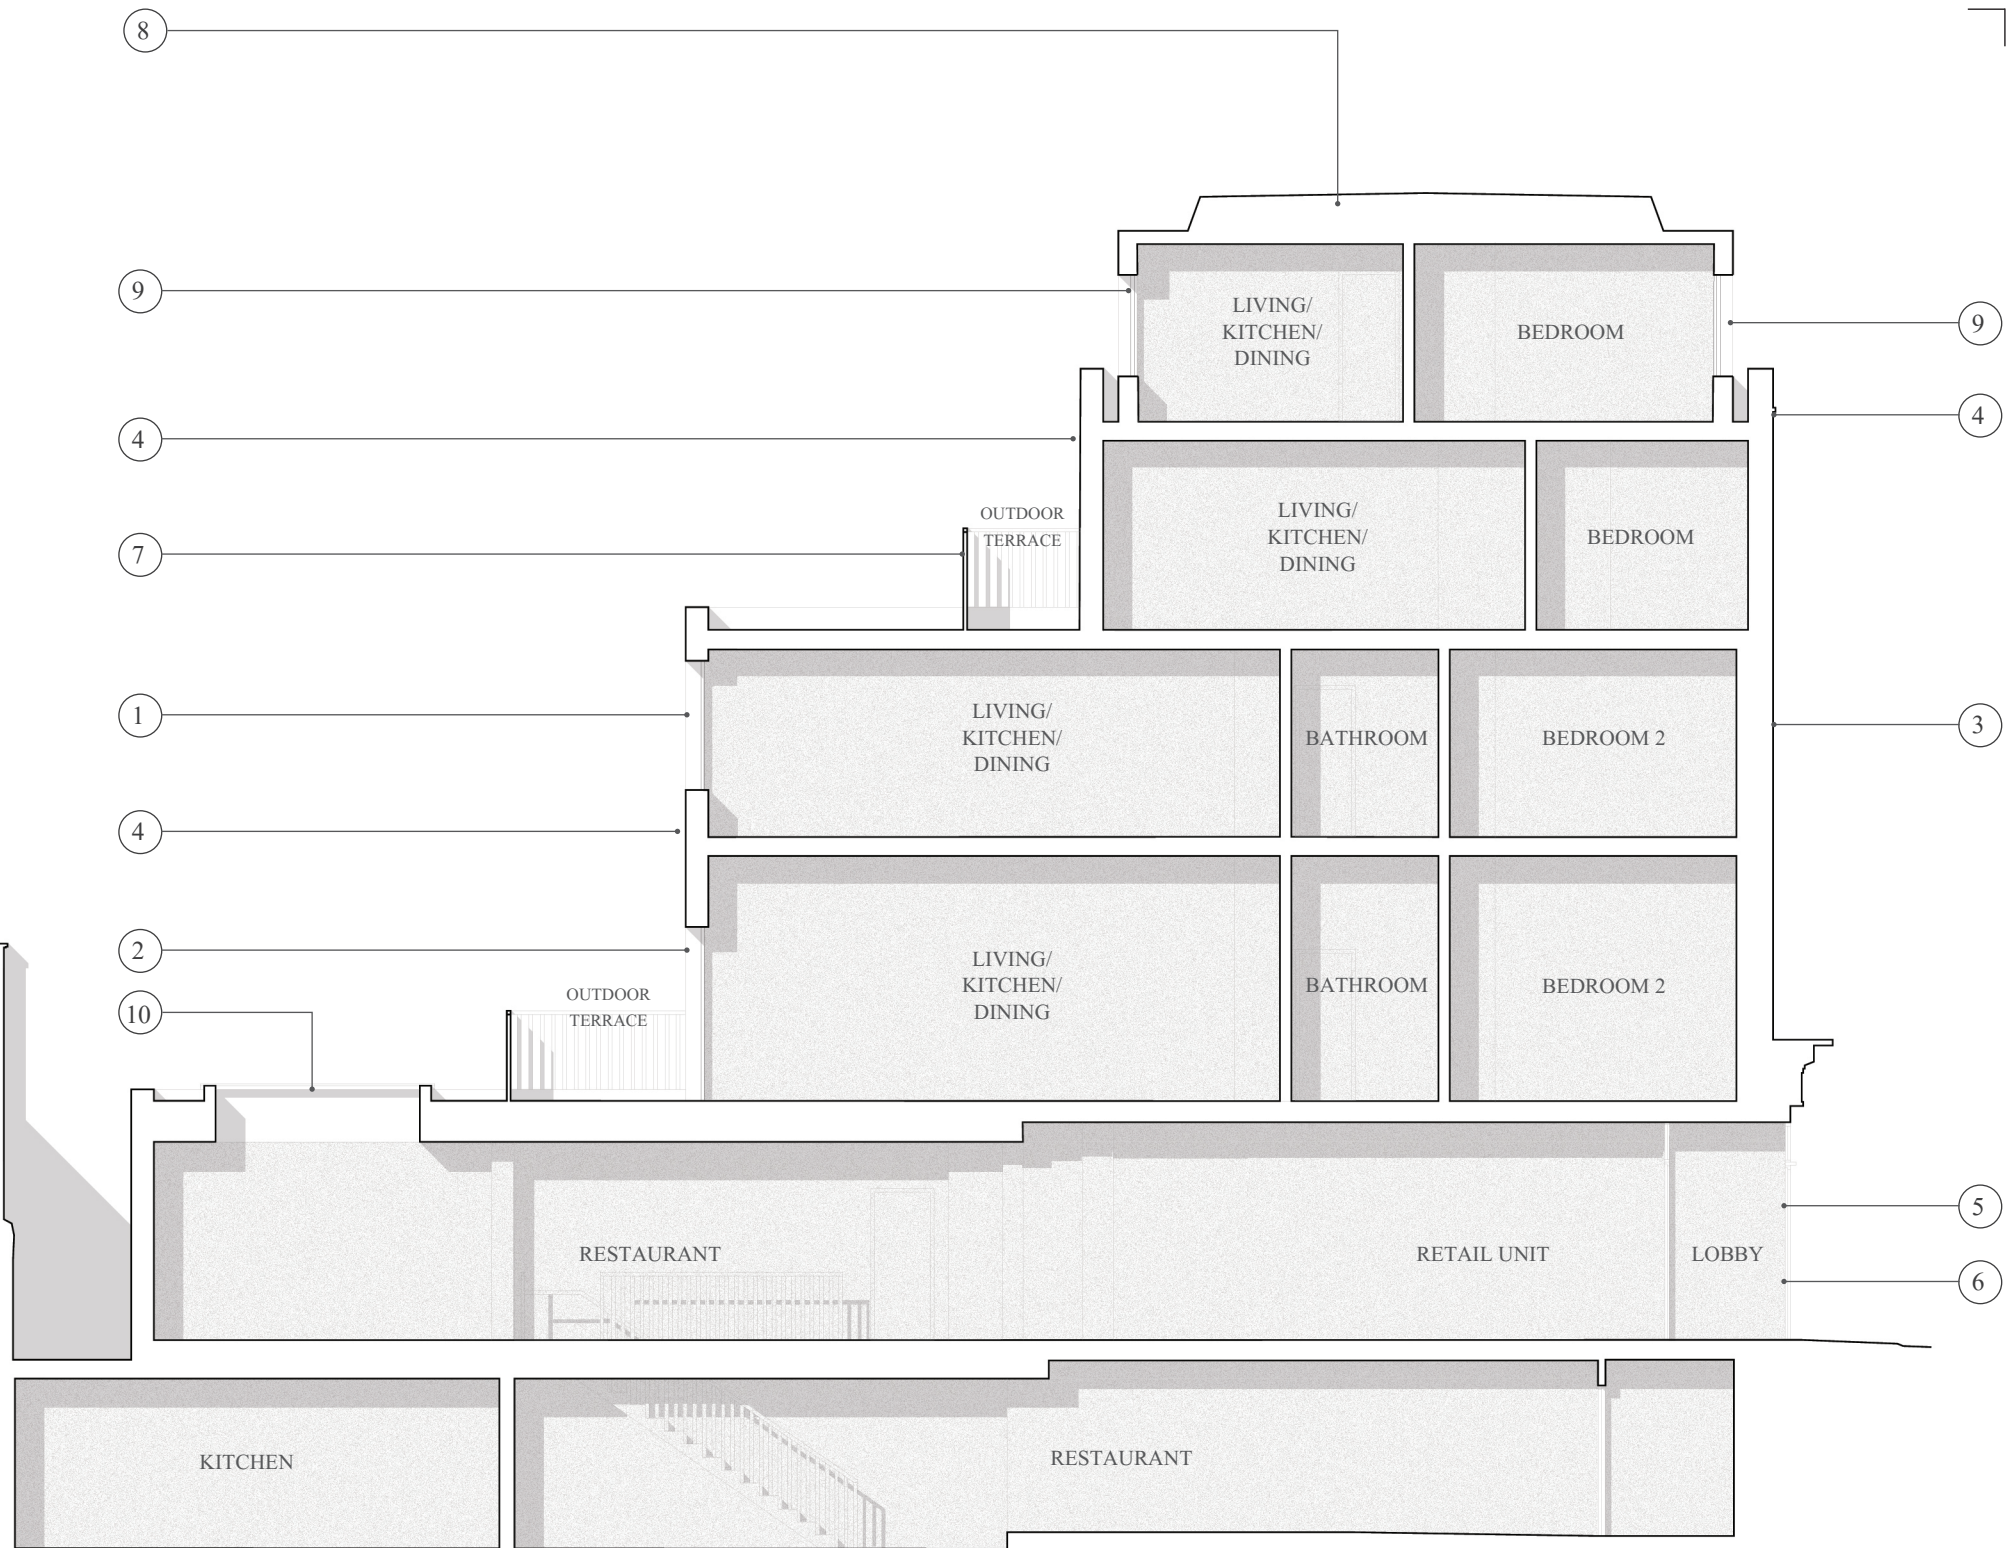 8
9
LIVING/
KITCHEN/
DINING
BEDROOM
9
4
4
OUTDOOR
TERRACE
LIVING/
KITCHEN/
DINING
BEDROOM
7
1
LIVING/
KITCHEN/
DINING
BATHROOM
BEDROOM 2
3
4
2
LIVING/
KITCHEN/
DINING
BATHROOM
BEDROOM 2
OUTDOOR
TERRACE
10
5
RESTAURANT
RETAIL UNIT
LOBBY
6
KITCHEN
RESTAURANT